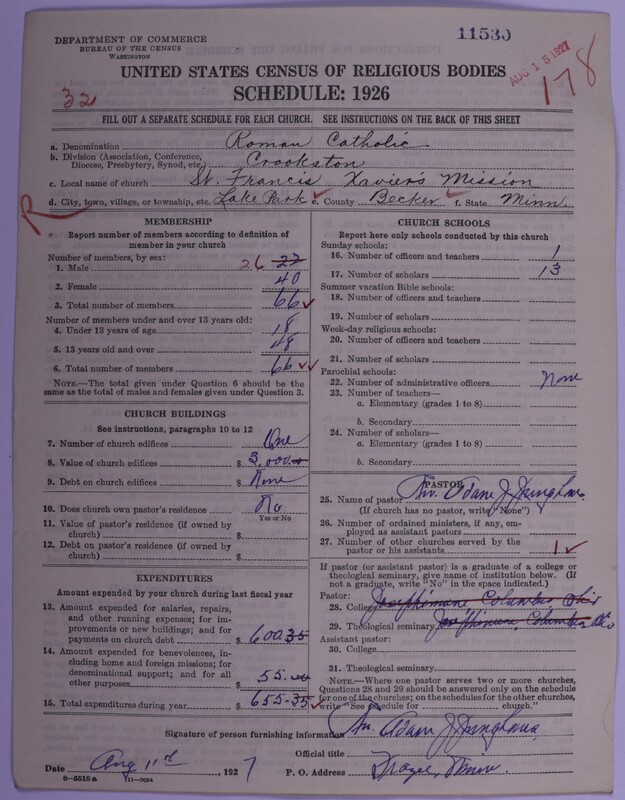 11530
DEPARTMENT OF COMMERCE
BUREAU OF THE CENSUS
WASHINGTON
AUG 15 1927
178
UNITED STATES CENSUS OF RELIGIOUS BODIES
SCHEDULE: 1926
32
FILL OUT A SEPARATE SCHEDULE FOR EACH CHURCH. SEE INSTRUCTIONS ON THE BACK OF THIS SHEET
a. Denomination Roman Catholic
b. Division (Association, Conference, Diocese, Presbytery, Synod, etc.) Crookston
c. Local name of church St. Francis Xavier's Mission
d. City, town, village, or township, etc. Lake Park e. County Becker f. State Minn
R
MEMBERSHIP
Report number of members according to definition of
member in your church
Number of members, by sex:
1. Male 26 27
2. Female 40
3. Total number of members 66
Number of members under and over 13 years old:
4. Under 13 years of age 18
5. 13 years old and over 48
6. Total number of members 66
NOTE.—The total given under Question 6 should be the
same as the total of males and females given under Question 3.
CHURCH BUILDINGS
See instructions, paragraphs 10 to 12
7. Number of church edifices One
8. Value of church edifices $ 3,000.
9. Debt on church edifices $ None
10. Does church own pastor's residence No
Yes or No
11. Value of pastor's residence (if owned by
church) $
12. Debt on pastor's residence (if owned by
church) $
EXPENDITURES
Amount expended by your church during last fiscal year
13. Amount expended for salaries, repairs,
and other running expenses; for im-
provements or new buildings; and for
payments on church debt $ 600 35
14. Amount expended for benevolences, in-
cluding home and foreign missions; for
denominational support; and for all
other purposes $ 55.00
15. Total expenditures during year $ 655.35
CHURCH SCHOOLS
Report here only schools conducted by this church
Sunday schools:
16. Number of officers and teachers 1
17. Number of scholars 13
Summer vacation Bible schools:
18. Number of officers and teachers
19. Number of scholars
Week-day religious schools:
20. Number of officers and teachers
21. Number of scholars
Parochial schools:
22. Number of administrative officers None
23. Number of teachers—
a. Elementary (grades 1 to 8)
b. Secondary
24. Number of scholars—
a. Elementary (grades 1 to 8)
b. Secondary
PASTOR
25. Name of pastor Adam J
(If church has no pastor, write "None")
26. Number of ordained ministers, if any, em-
ployed as assistant pastors
27. Number of other churches served by the
pastor or his assistants 1
If pastor (or assistant pastor) is a graduate of a college or
theological seminary, give name of institution below. (If
not a graduate, write "No" in the space indicated.)
Pastor:
28. College Josephinum Columbus Ohio
29. Theological seminary Josephinum, Columbus Ohio
Assistant pastor:
30. College
31. Theological seminary
NOTE.—Where one pastor serves two or more churches,
Questions 28 and 29 should be answered only on the schedule
for one of the churches; on the schedules for the other churches,
write "See schedule for church."
Signature of person furnishing information Adam J
Official title
Date Aug 11th, 1927 P. O. Address Frazee, Minn.
8-5518a 11-9054